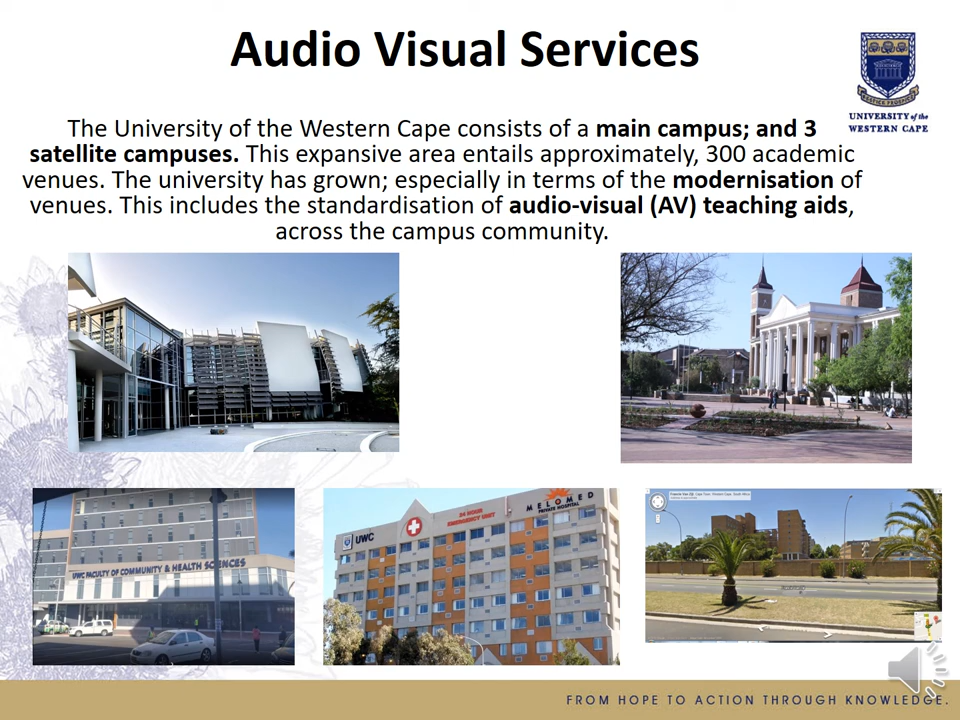 Audio Visual Services
UNIVERSITY of the
WESTERN CAPE
The University of the Western Cape consists of a main campus; and 3
satellite campuses. This expansive area entails approximately, 300 academic
venues. The university has grown; especially in terms of the modernisation of
venues. This includes the standardisation of audio-visual (AV) teaching aids,
across the campus community.
UWC FACULTY OF COMMUNITY & HEALTH SCIENCES
UWC
24 HOUR
EMERGENCY UNIT
MELOMED
PRIVATE HOSPITAL
FROM HOPE TO ACTION THROUGH KNOWLEDGE.